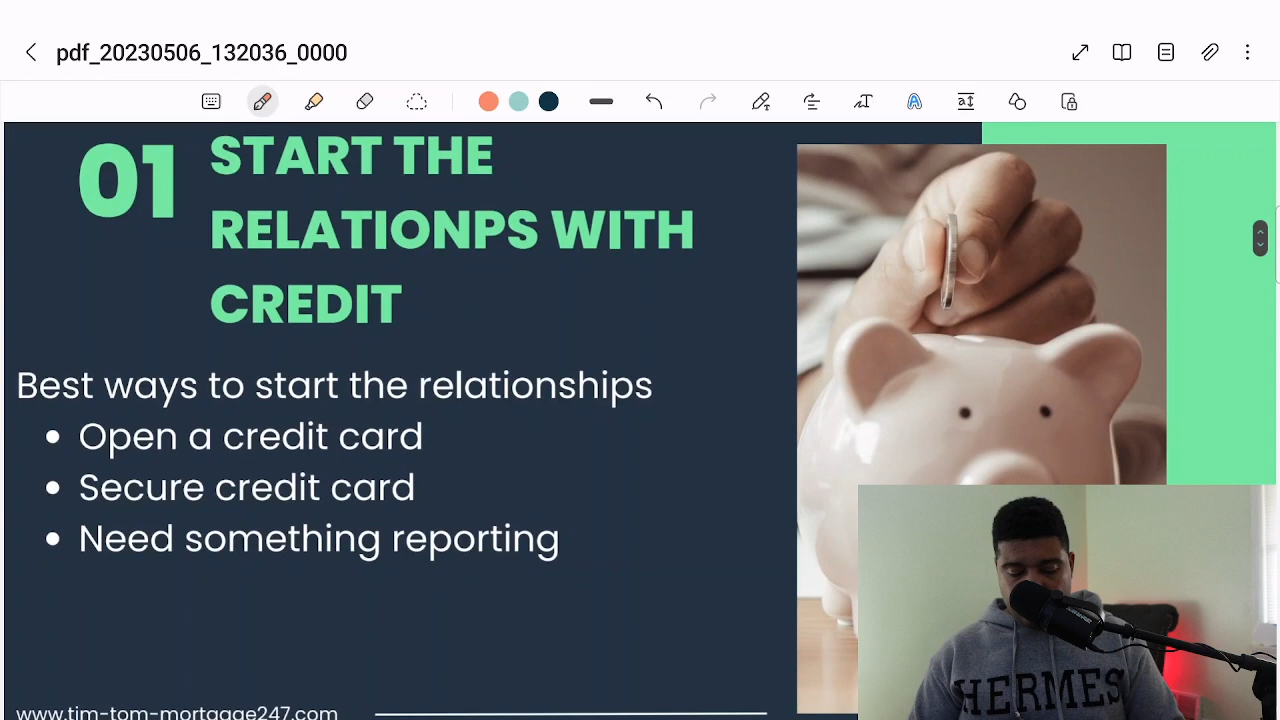 pdf_20230506_132036_0000
01 START THE
RELATIONPS WITH
CREDIT
Best ways to start the relationships
• Open a credit card
• Secure credit card
• Need something reporting
www.tim-tom-mortgage247.com
HERMES